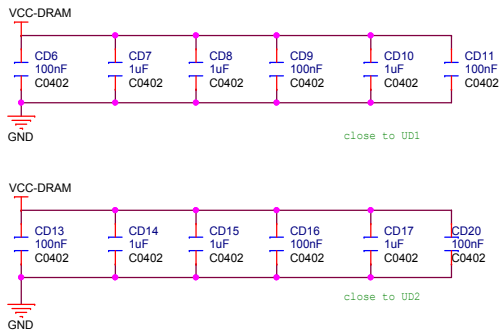 VCC-DRAM
CD6 CD7 CD8 CD9 CD10 CD11
100nF 1uF 1uF 100nF 1uF 100nF
C0402 C0402 C0402 C0402 C0402 C0402
GND
close to UD1
VCC-DRAM
CD13 CD14 CD15 CD16 CD17 CD20
100nF 1uF 1uF 100nF 1uF 100nF
C0402 C0402 C0402 C0402 C0402 C0402
close to UD2
GND